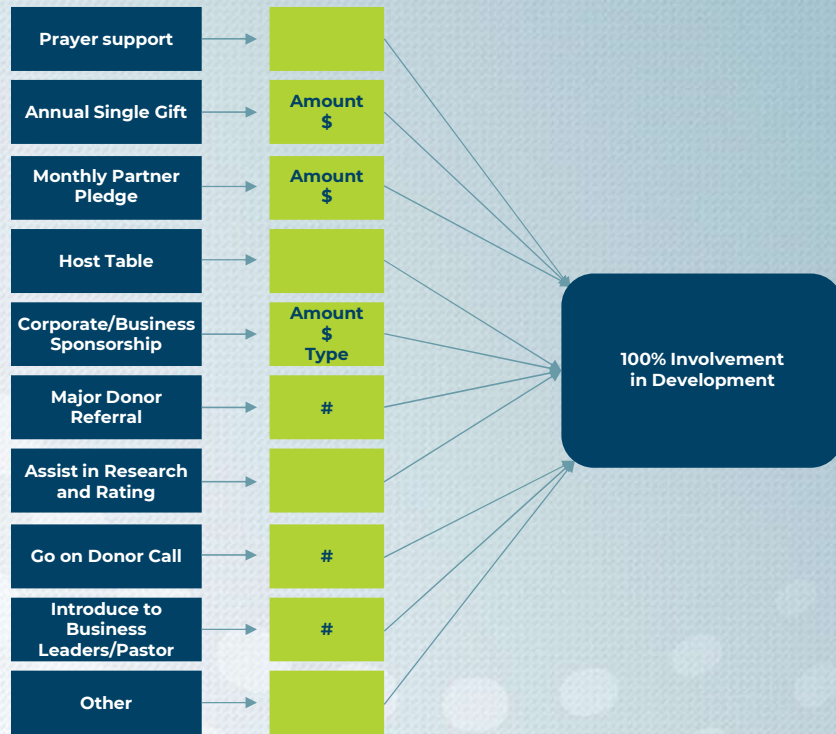 Prayer support
Annual Single Gift
Amount
$
Monthly Partner
Pledge
Amount
$
Host Table
Corporate/Business
Sponsorship
Amount
$
Type
Major Donor
Referral
#
Assist in Research
and Rating
Go on Donor Call
#
Introduce to
Business
Leaders/Pastor
#
Other
100% Involvement
in Development